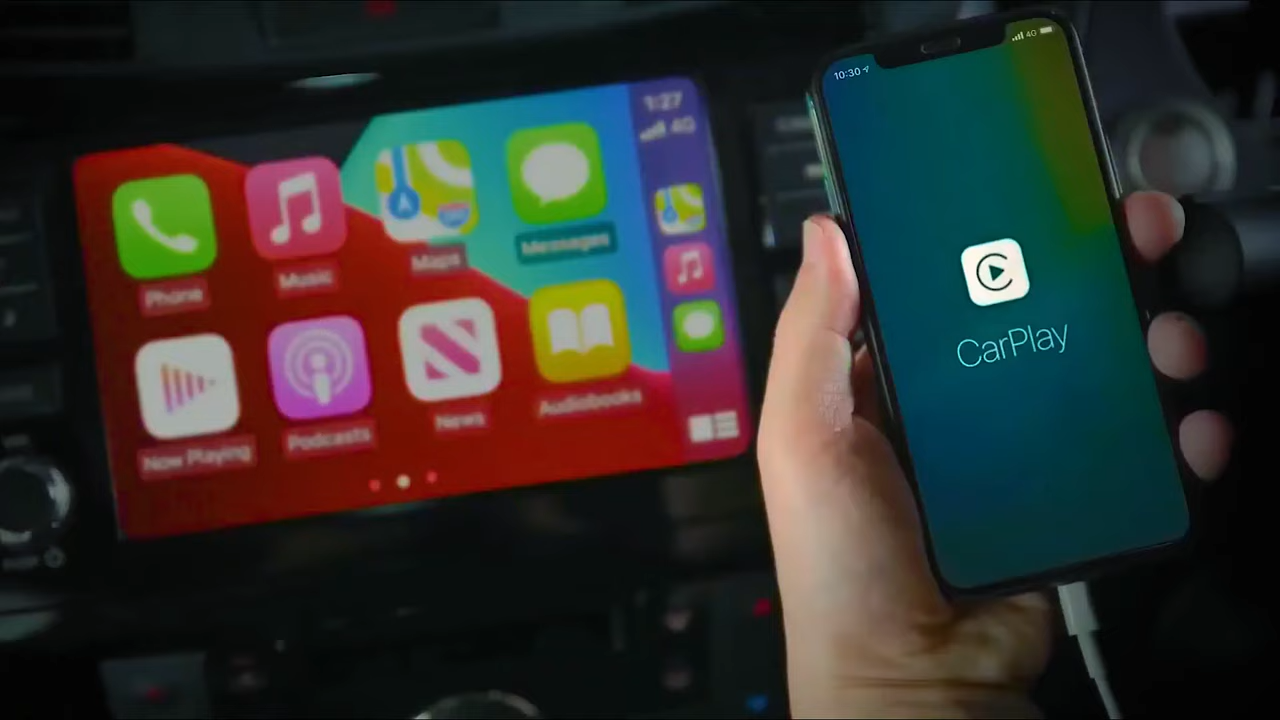 1:27
4G
Phone
Music
Maps
Messages
Now Playing
Podcasts
News
Audiobooks
10:30
4G
CarPlay